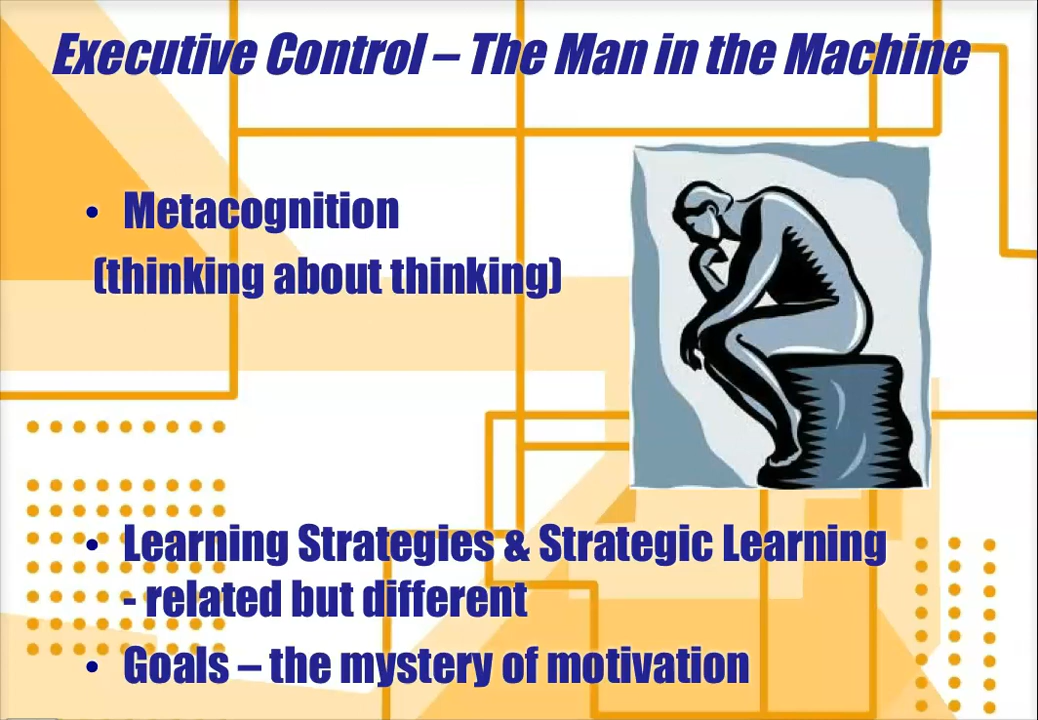 Executive Control – The Man in the Machine
• Metacognition
(thinking about thinking)
• Learning Strategies & Strategic Learning
- related but different
• Goals – the mystery of motivation